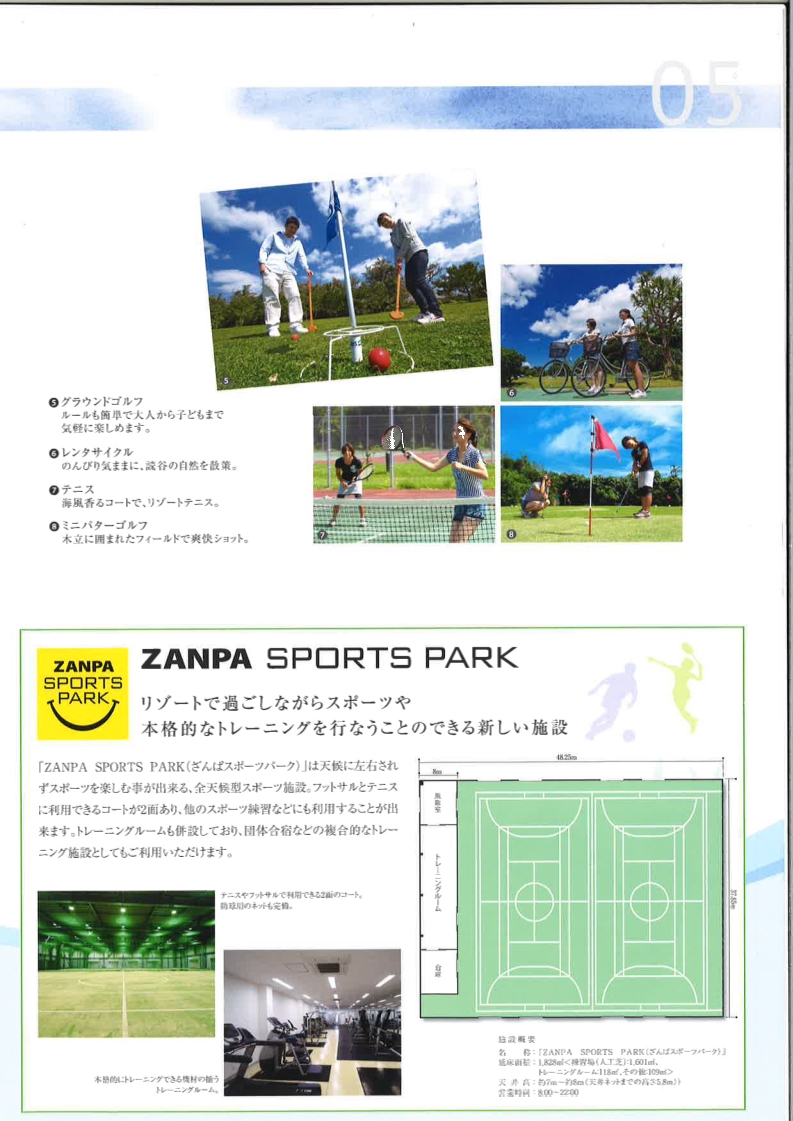 05
5
6
7
8
❺グラウンドゴルフ
ルールも簡単で大人から子どもまで
気軽に楽しめます。
❻レンタサイクル
のんびり気ままに、読谷の自然を散策。
❼テニス
海風香るコートで、リゾートテニス。
❽ミニパターゴルフ
木立に囲まれたフィールドで爽快ショット。
ZANPA
SPORTS
PARK
ZANPA SPORTS PARK
リゾートで過ごしながらスポーツや
本格的なトレーニングを行なうことのできる新しい施設
「ZANPA SPORTS PARK(ざんぱスポーツパーク)」は天候に左右され
ずスポーツを楽しむ事が出来る、全天候型スポーツ施設。フットサルとテニス
に利用できるコートが2面あり、他のスポーツ練習などにも利用することが出
来ます。トレーニングルームも併設しており、団体合宿などの複合的なトレー
ニング施設としてもご利用いただけます。
テニスやフットサルで利用できる2面のコート。
防球用のネットも完備。
本格的にトレーニングできる機材の揃う
トレーニングルーム。
48.25m
8m
トレーニングルーム
倉庫
施設概要
名 称:「ZANPA SPORTS PARK(ざんぱスポーツパーク)」
延床面積:1,828㎡<練習場(人工芝):1,601㎡、
トレーニングルーム:118㎡、その他:109㎡>
天 井 高:約7m~約8m(天井ネットまでの高さ5.8m))
営業時間:8:00~22:00